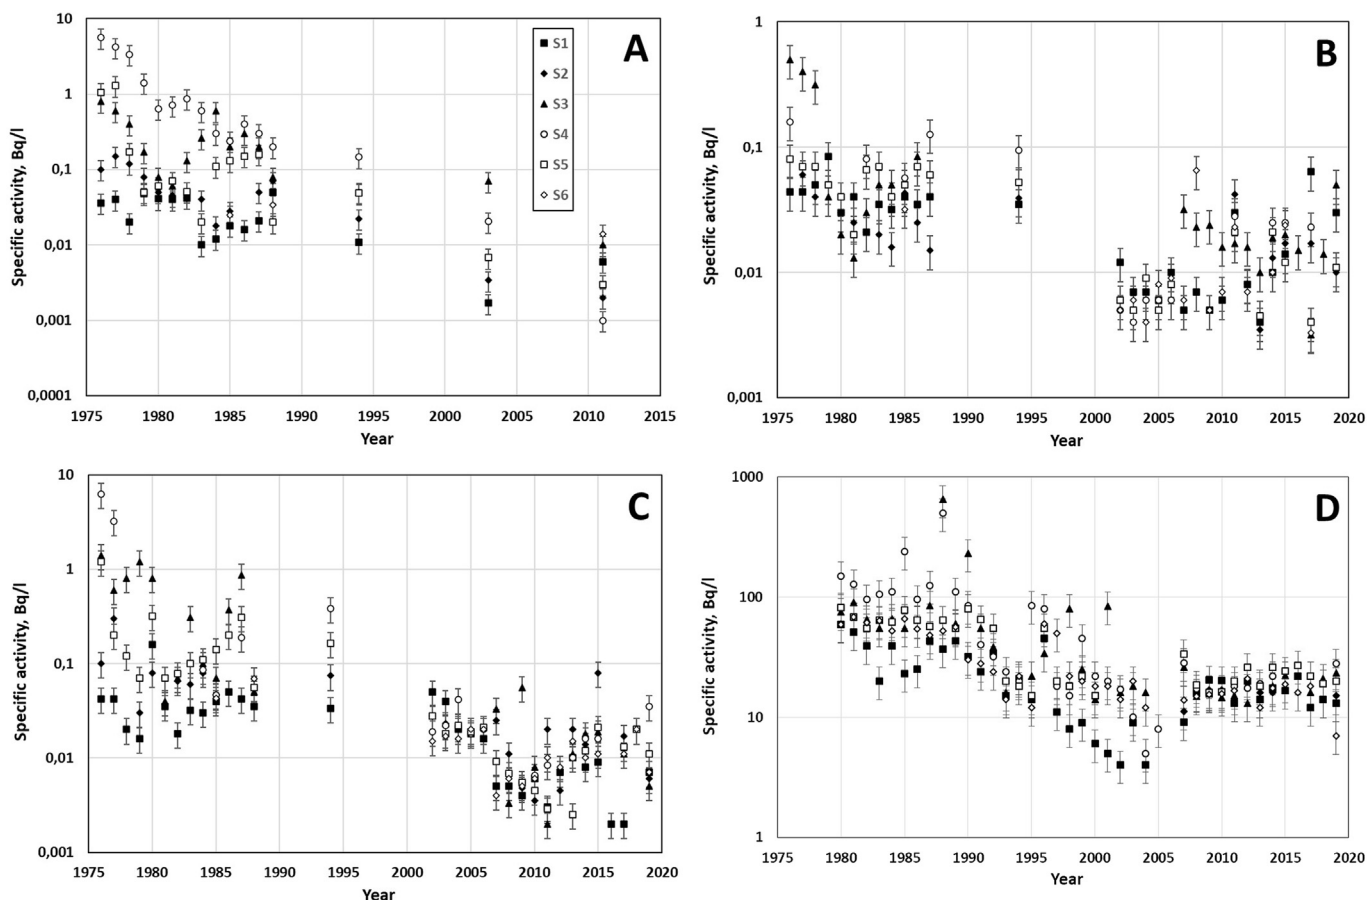 A
Specific activity, Bq/l
10
1
0,1
0,01
0,001
0,0001
S1
S2
S3
S4
S5
S6
1975 1980 1985 1990 1995 2000 2005 2010 2015
Year
B
Specific activity, Bq/l
1
0,1
0,01
0,001
1975 1980 1985 1990 1995 2000 2005 2010 2015 2020
Year
C
Specific activity, Bq/l
10
1
0,1
0,01
0,001
1975 1980 1985 1990 1995 2000 2005 2010 2015 2020
Year
D
Specific activity, Bq/l
1000
100
10
1
1975 1980 1985 1990 1995 2000 2005 2010 2015 2020
Year